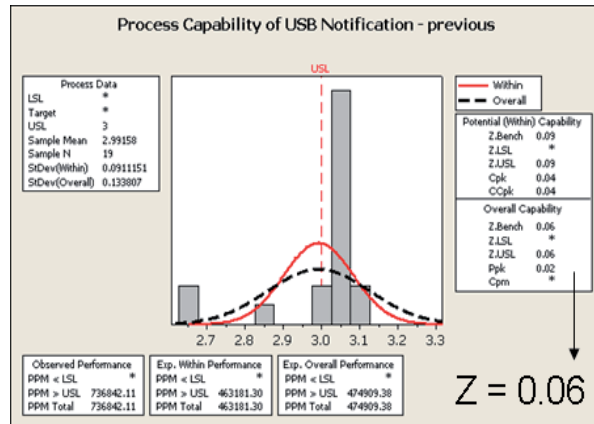 Process Capability of USB Notification - previous
Process Data
LSL *
Target *
USL 3
Sample Mean 2.99158
Sample N 19
StDev(Within) 0.0911151
StDev(Overall) 0.133807
USL
Within
Overall
Potential (Within) Capability
Z.Bench 0.09
Z.LSL *
Z.USL 0.09
Cpk 0.04
CCpk 0.04
Overall Capability
Z.Bench 0.06
Z.LSL *
Z.USL 0.06
Ppk 0.02
Cpm *
2.7 2.8 2.9 3.0 3.1 3.2 3.3
Observed Performance
PPM < LSL *
PPM > USL 736842.11
PPM Total 736842.11
Exp. Within Performance
PPM < LSL *
PPM > USL 463181.30
PPM Total 463181.30
Exp. Overall Performance
PPM < LSL *
PPM > USL 474909.38
PPM Total 474909.38
Z = 0.06